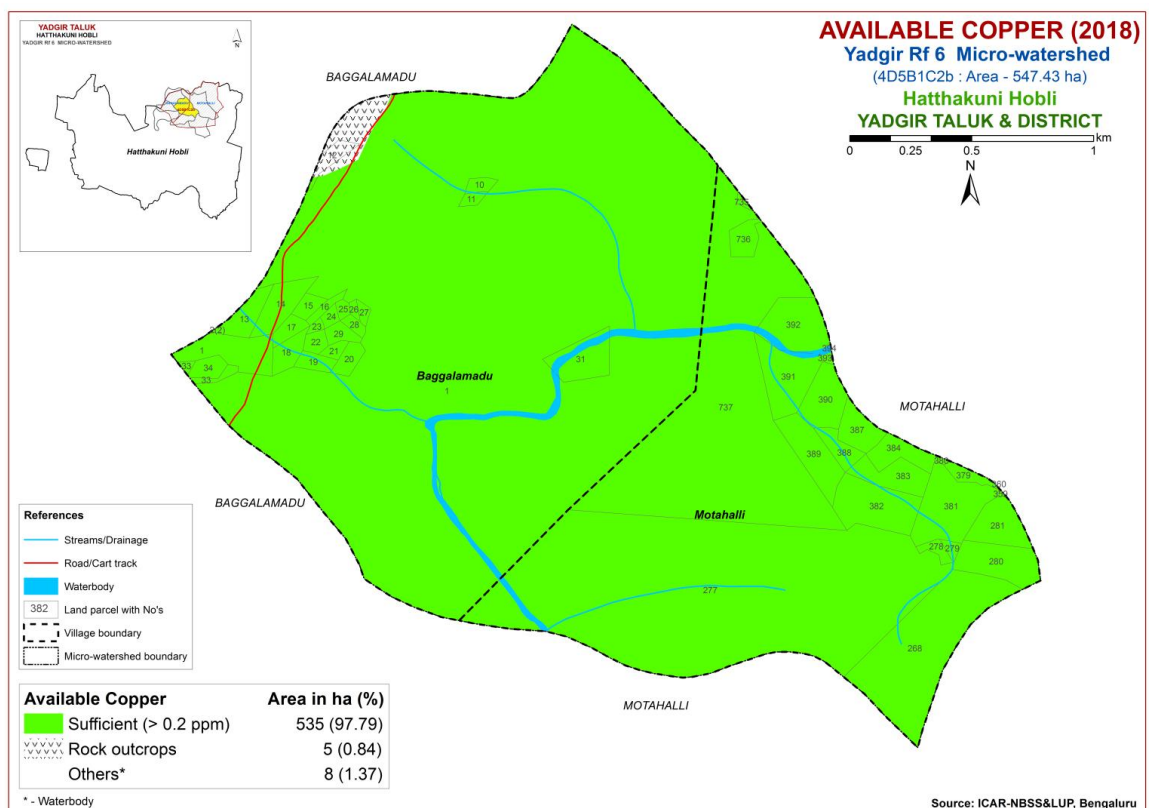 YADGIR TALUK
HATTHAKUNI HOBLI
YADGIR Rf 6 MICRO-WATERSHED
N
Hatthakuni Hobli
AVAILABLE COPPER (2018)
Yadgir Rf 6 Micro-watershed
(4D5B1C2b : Area - 547.43 ha)
Hatthakuni Hobli
YADGIR TALUK & DISTRICT
km
0 0.25 0.5 1
N
BAGGALAMADU
10
11
735
736
14
15 16 25 26 27
24
13
17 23 28
2(2)
22 29
392
394
393
1
18 21
19 20
31
33 34
33
Baggalamadu
1
391
737
390
MOTAHALLI
387
384
389 388
379
383
360
382 381
BAGGALAMADU
Motahalli
281
278 279
280
277
268
MOTAHALLI
References
Streams/Drainage
Road/Cart track
Waterbody
382 Land parcel with No's
Village boundary
Micro-watershed boundary
Available Copper Area in ha (%)
Sufficient (> 0.2 ppm) 535 (97.79)
Rock outcrops 5 (0.84)
Others* 8 (1.37)
* - Waterbody
Source: ICAR-NBSS&LUP, Bengaluru